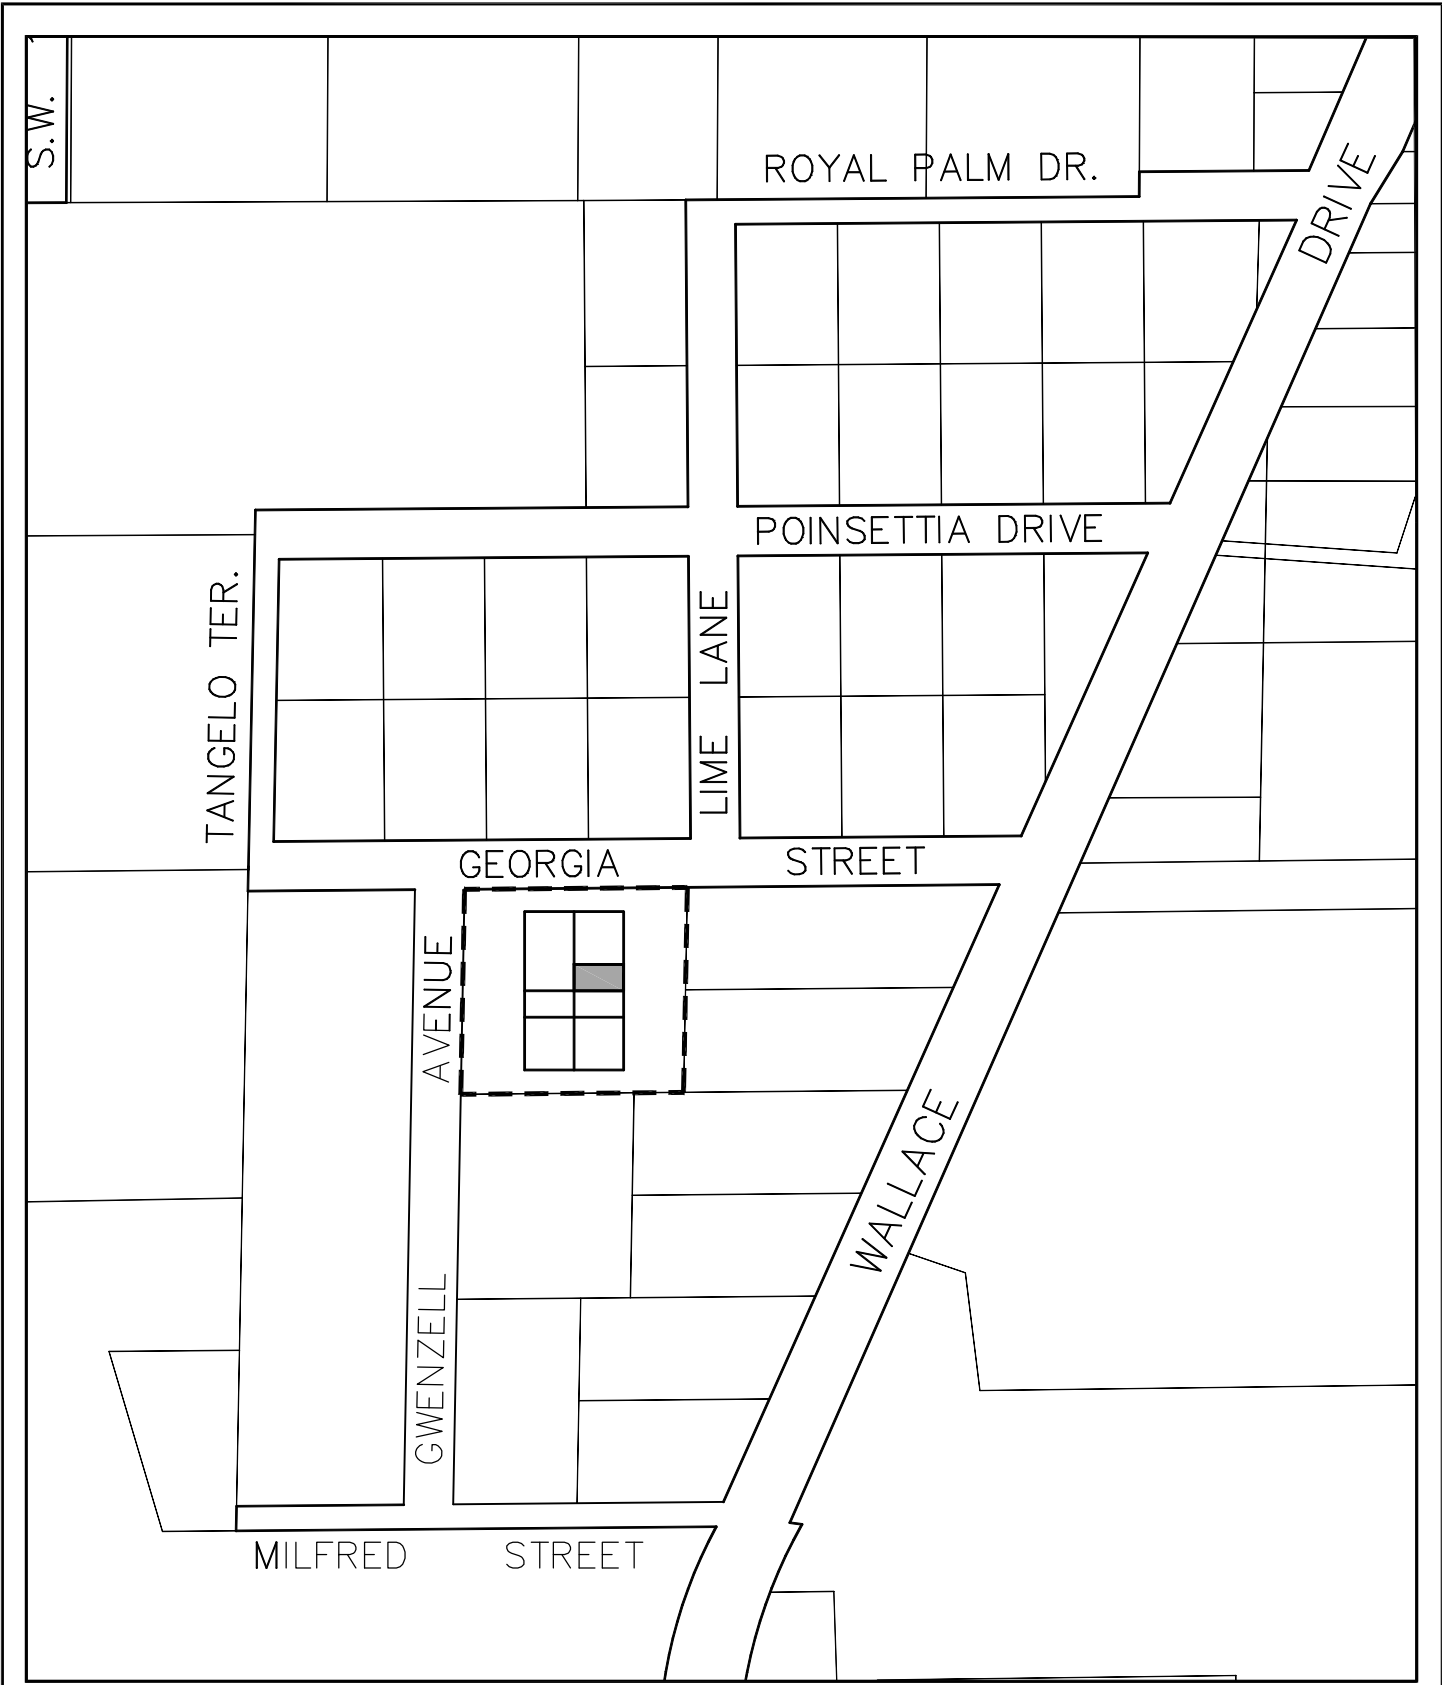 S.W.
ROYAL PALM DR.
DRIVE
POINSETTIA DRIVE
TANGELO TER.
LIME LANE
GEORGIA STREET
AVENUE
WALLACE
GWENZELL
MILFRED STREET